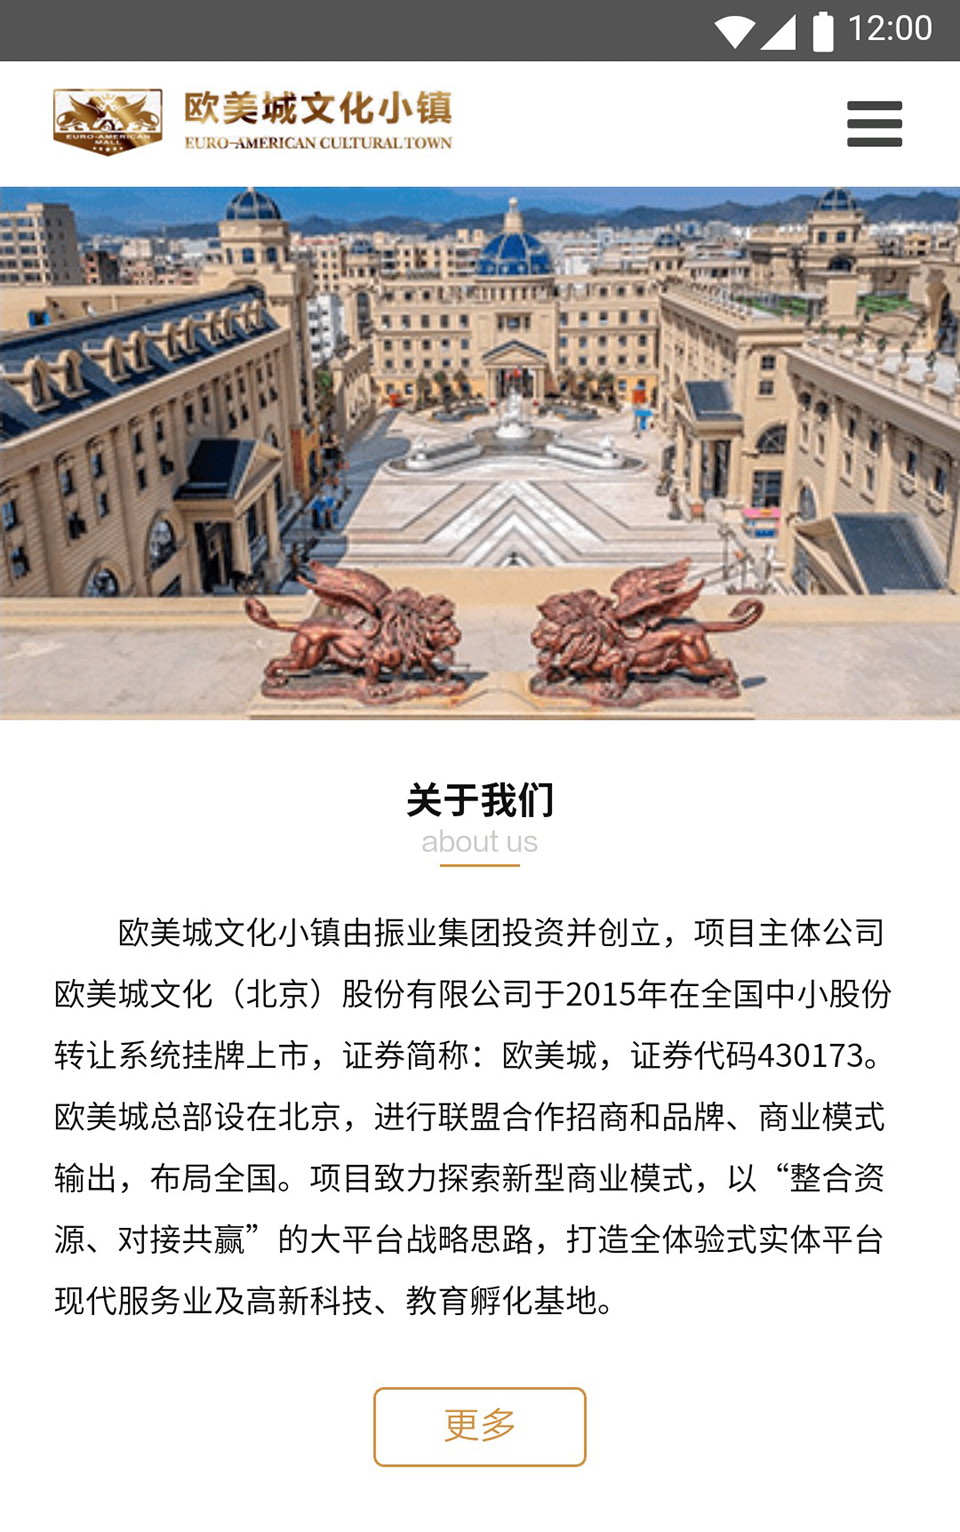 12:00
欧美城文化小镇
EURO-AMERICAN CULTURAL TOWN
EURO-AMERICAN
MALL
关于我们
about us
欧美城文化小镇由振业集团投资并创立，项目主体公司
欧美城文化（北京）股份有限公司于2015年在全国中小股份
转让系统挂牌上市，证券简称：欧美城，证券代码430173。
欧美城总部设在北京，进行联盟合作招商和品牌、商业模式
输出，布局全国。项目致力探索新型商业模式，以“整合资
源、对接共赢”的大平台战略思路，打造全体验式实体平台
现代服务业及高新科技、教育孵化基地。
更多